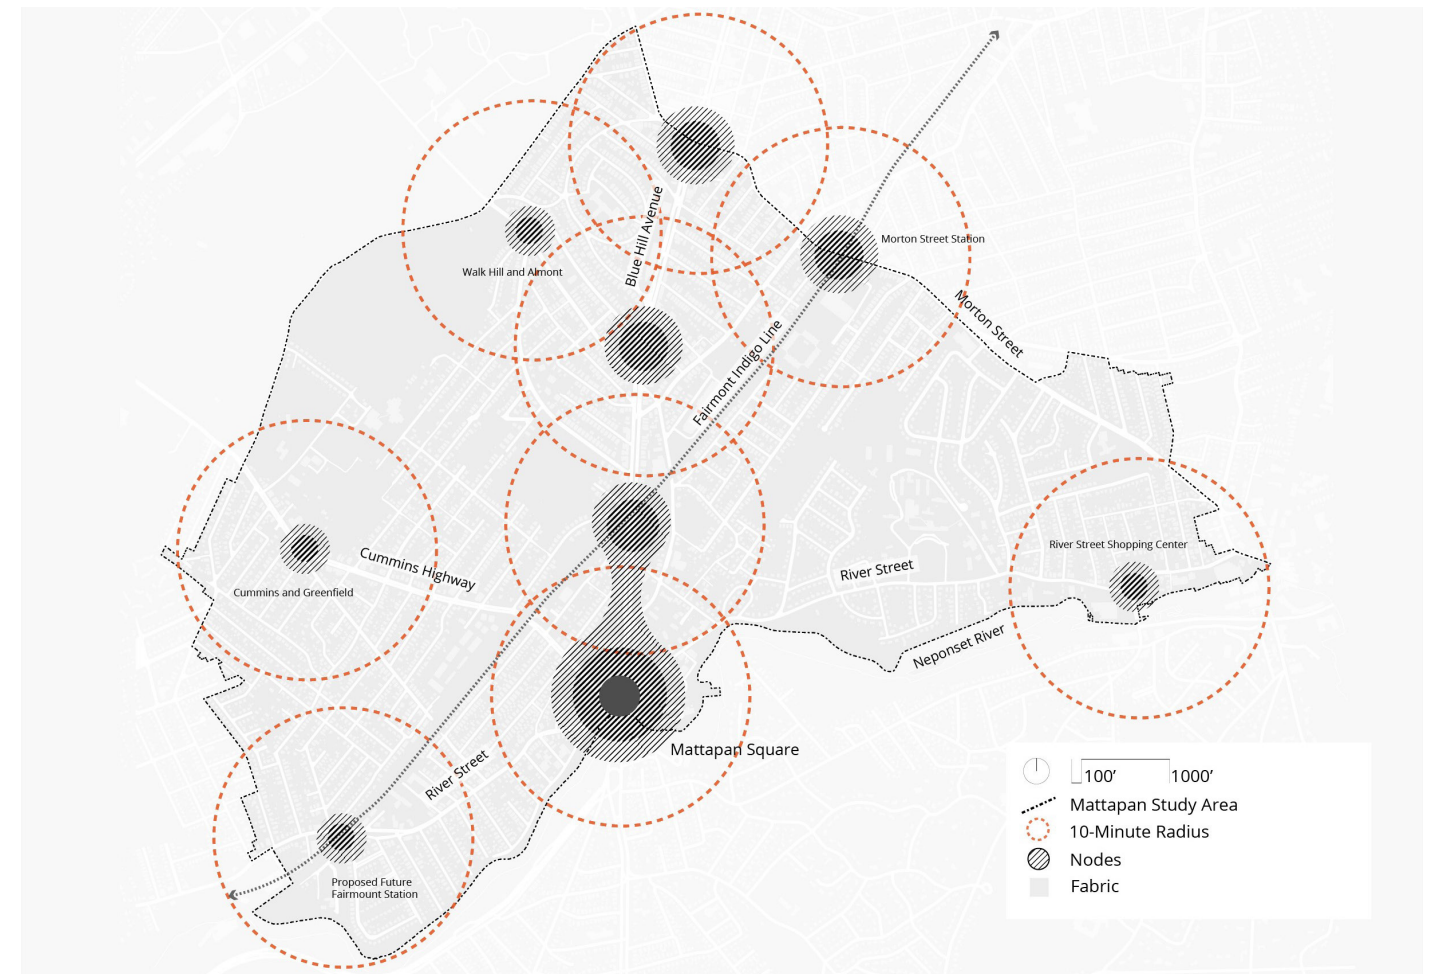 Blue Hill Avenue
Morton Street Station
Walk Hill and Almont
Morton Street
Fairmont Indigo Line
River Street Shopping Center
Cummins Highway
River Street
Cummins and Greenfield
Neponset River
Mattapan Square
River Street
Proposed Future
Fairmount Station
100’ 1000’
Mattapan Study Area
10-Minute Radius
Nodes
Fabric